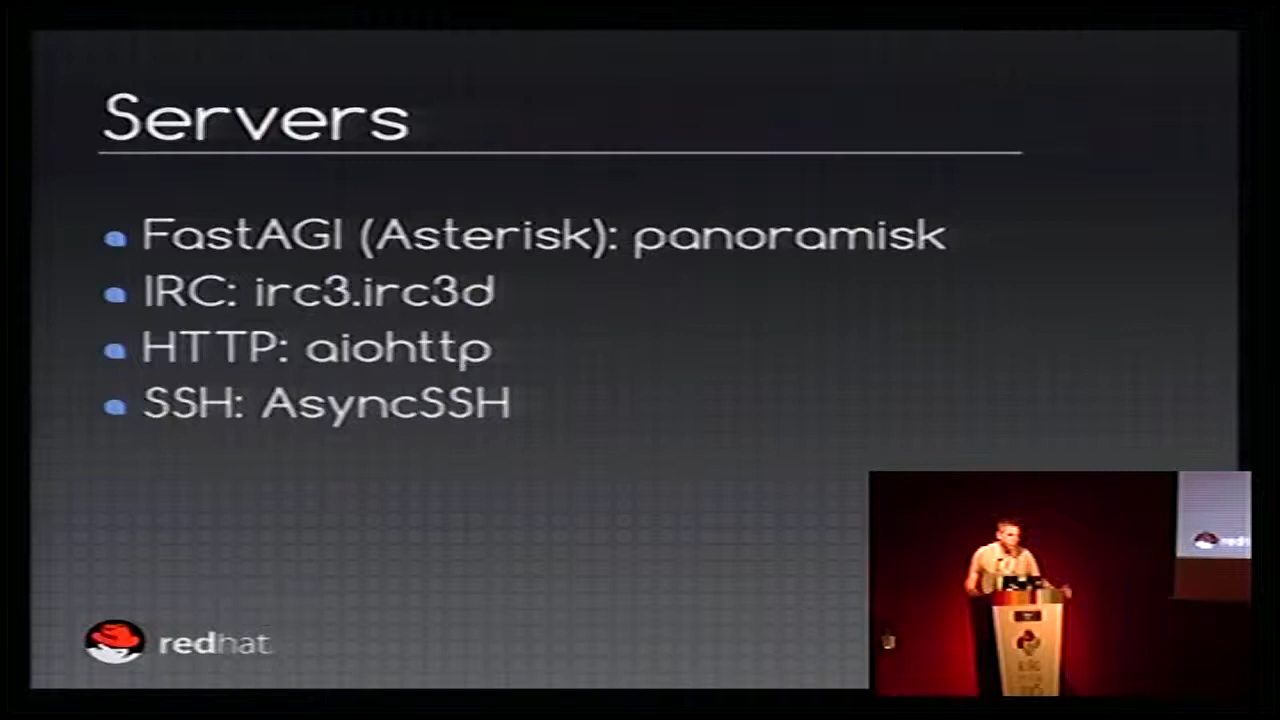 Servers
FastAGI (Asterisk): panoramisk
IRC: irc3.irc3d
HTTP: aiohttp
SSH: AsyncSSH
redhat.